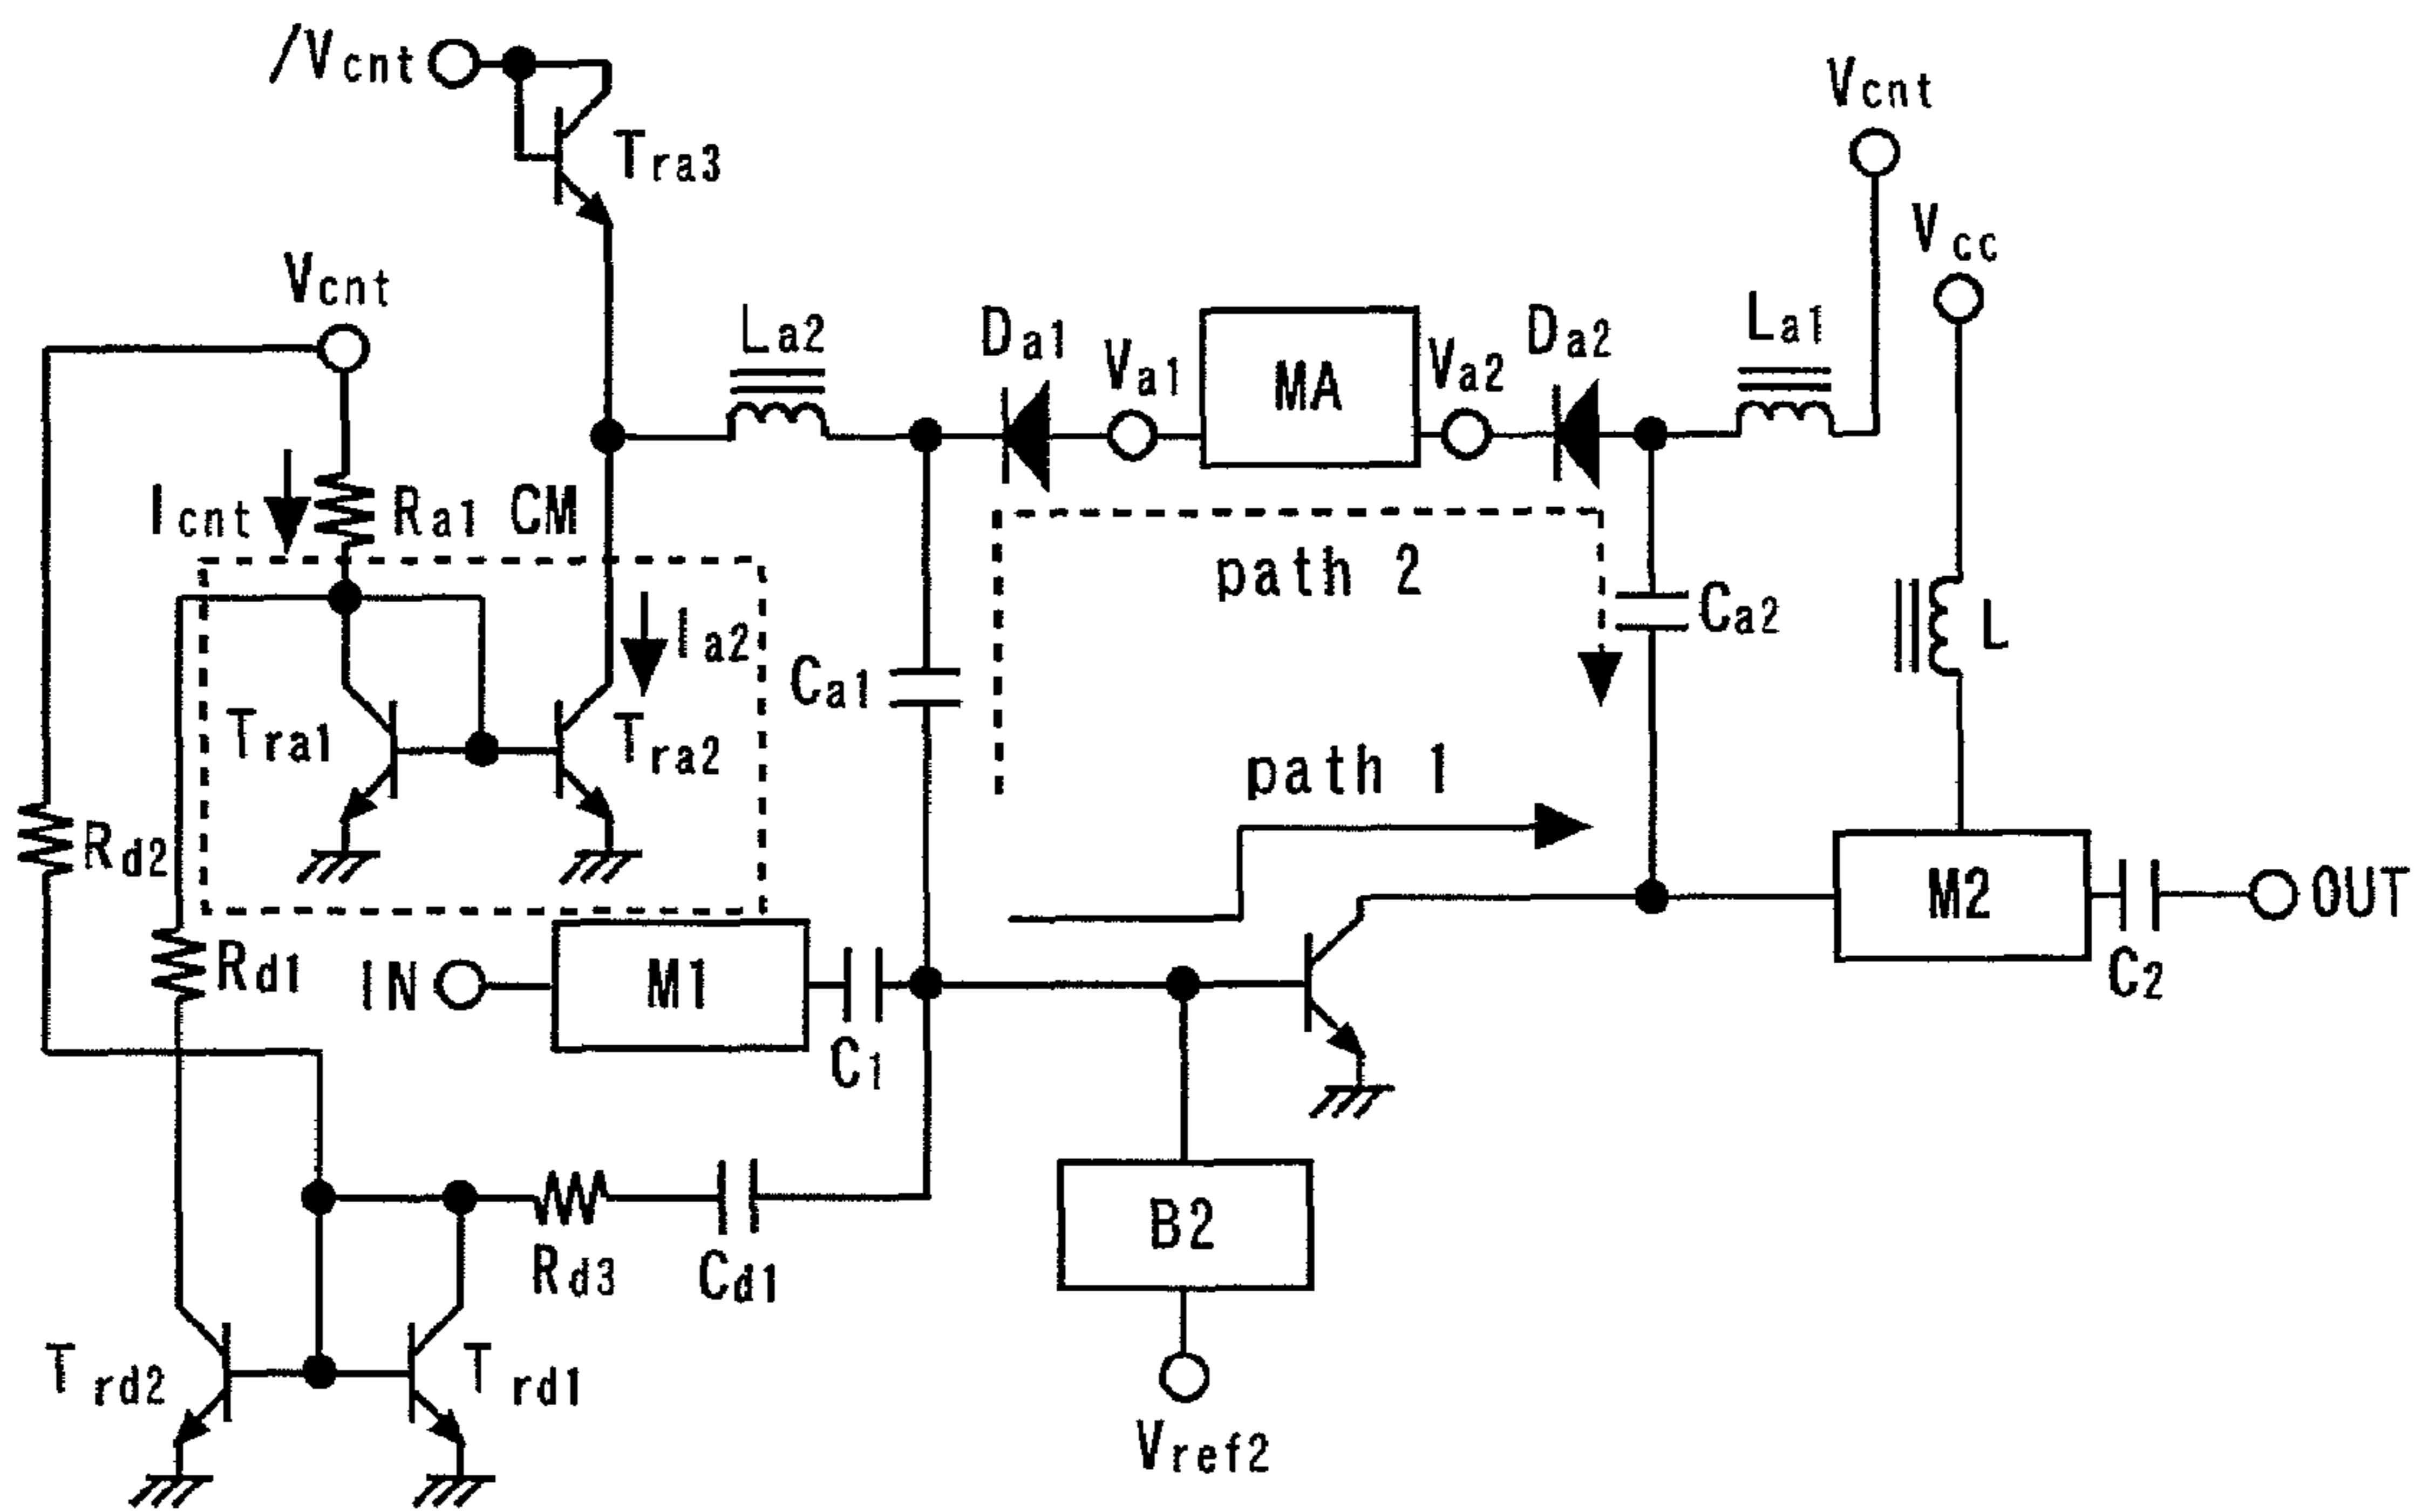 /Vcnt
Tra3
Vcnt
Vcc
Vcnt
La2
Da1
Va1
MA
Va2
Da2
La1
Icnt
Ra1
CM
path 2
Ca2
L
Ia2
Ca1
Tra1
Tra2
path 1
Rd2
M2
OUT
C2
Rd1
IN
M1
C1
B2
Rd3
Cd1
Trd2
Trd1
Vref2